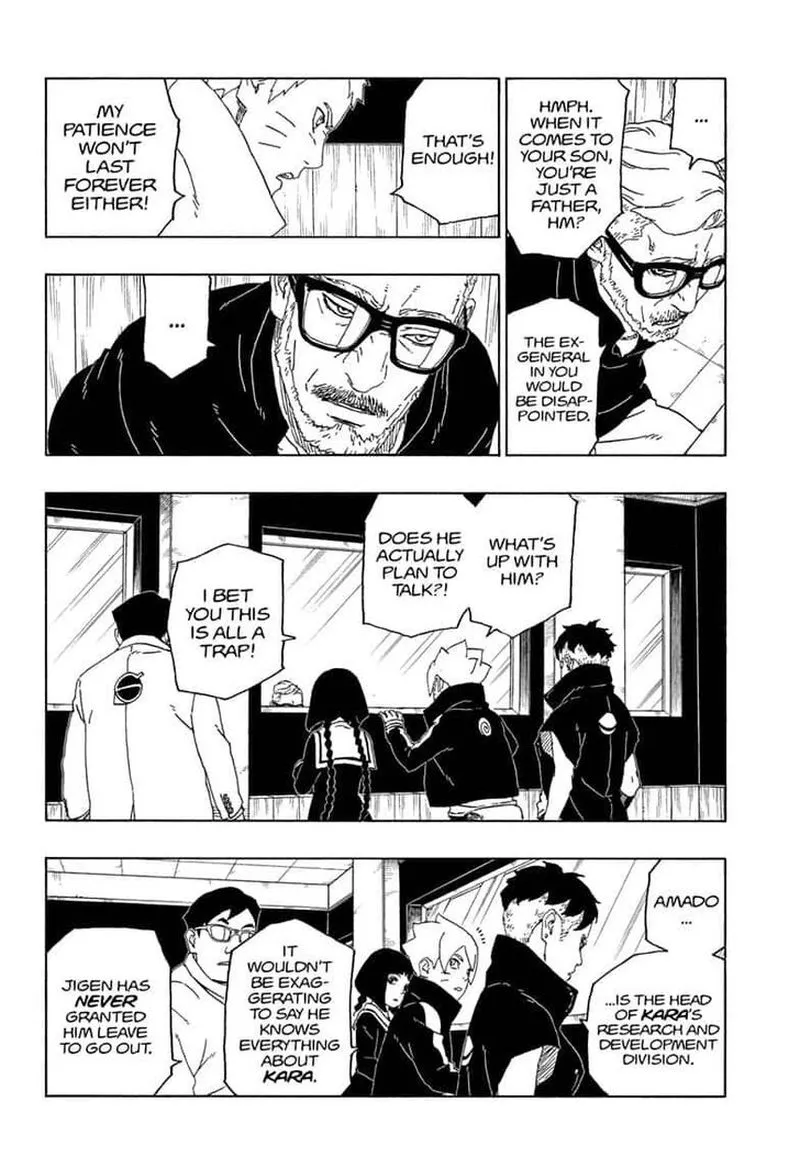 ...
HMPH.
WHEN IT
COMES TO
YOUR SON,
YOU'RE
JUST A
FATHER,
HM?
THE EX-
GENERAL
IN YOU
WOULD
BE DISAP-
POINTED.
THAT'S
ENOUGH!
MY
PATIENCE
WON'T
LAST
FOREVER
EITHER!
...
WHAT'S
UP WITH
HIM?
DOES HE
ACTUALLY
PLAN TO
TALK?!
I BET
YOU THIS
IS ALL A
TRAP!
AMADO
...
...IS THE HEAD
OF KARA'S
RESEARCH AND
DEVELOPMENT
DIVISION.
IT
WOULDN'T
BE EXAG-
GERATING
TO SAY HE
KNOWS
EVERYTHING
ABOUT
KARA.
JIGEN HAS
NEVER
GRANTED
HIM LEAVE
TO GO OUT.